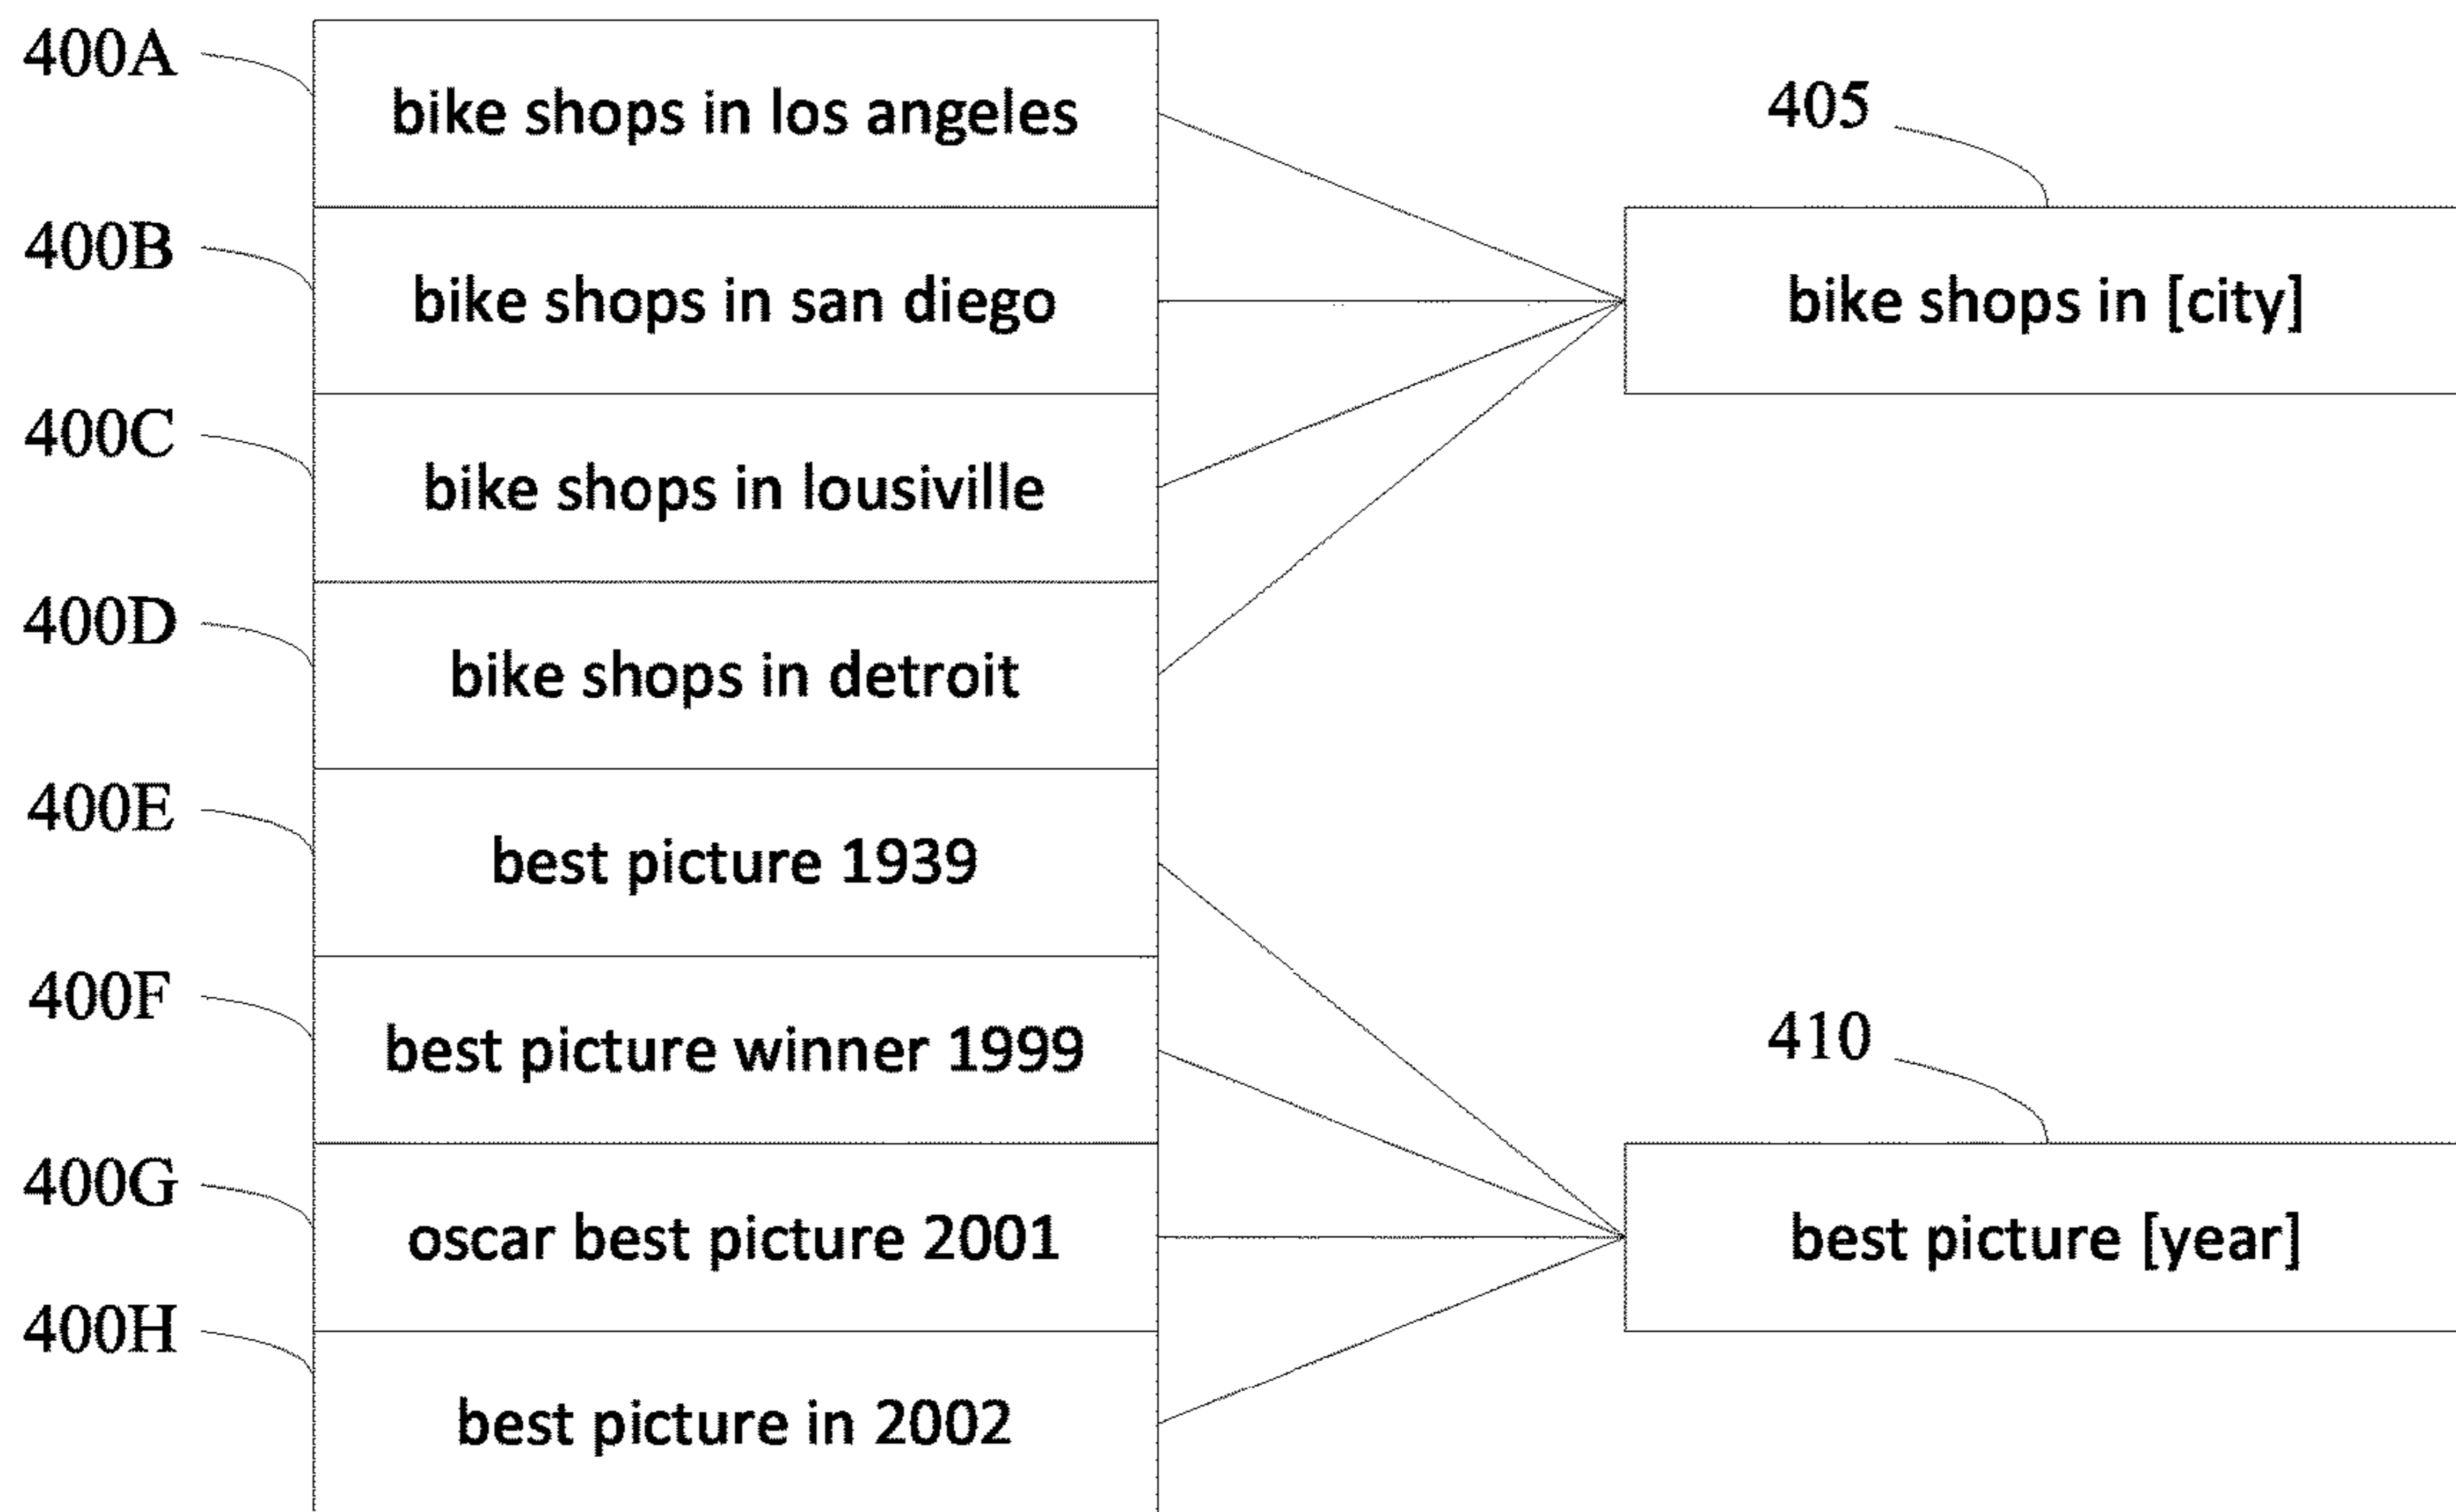 400A
bike shops in los angeles
405
400B
bike shops in san diego
bike shops in [city]
400C
bike shops in lousiville
400D
bike shops in detroit
400E
best picture 1939
400F
best picture winner 1999
410
400G
oscar best picture 2001
best picture [year]
400H
best picture in 2002